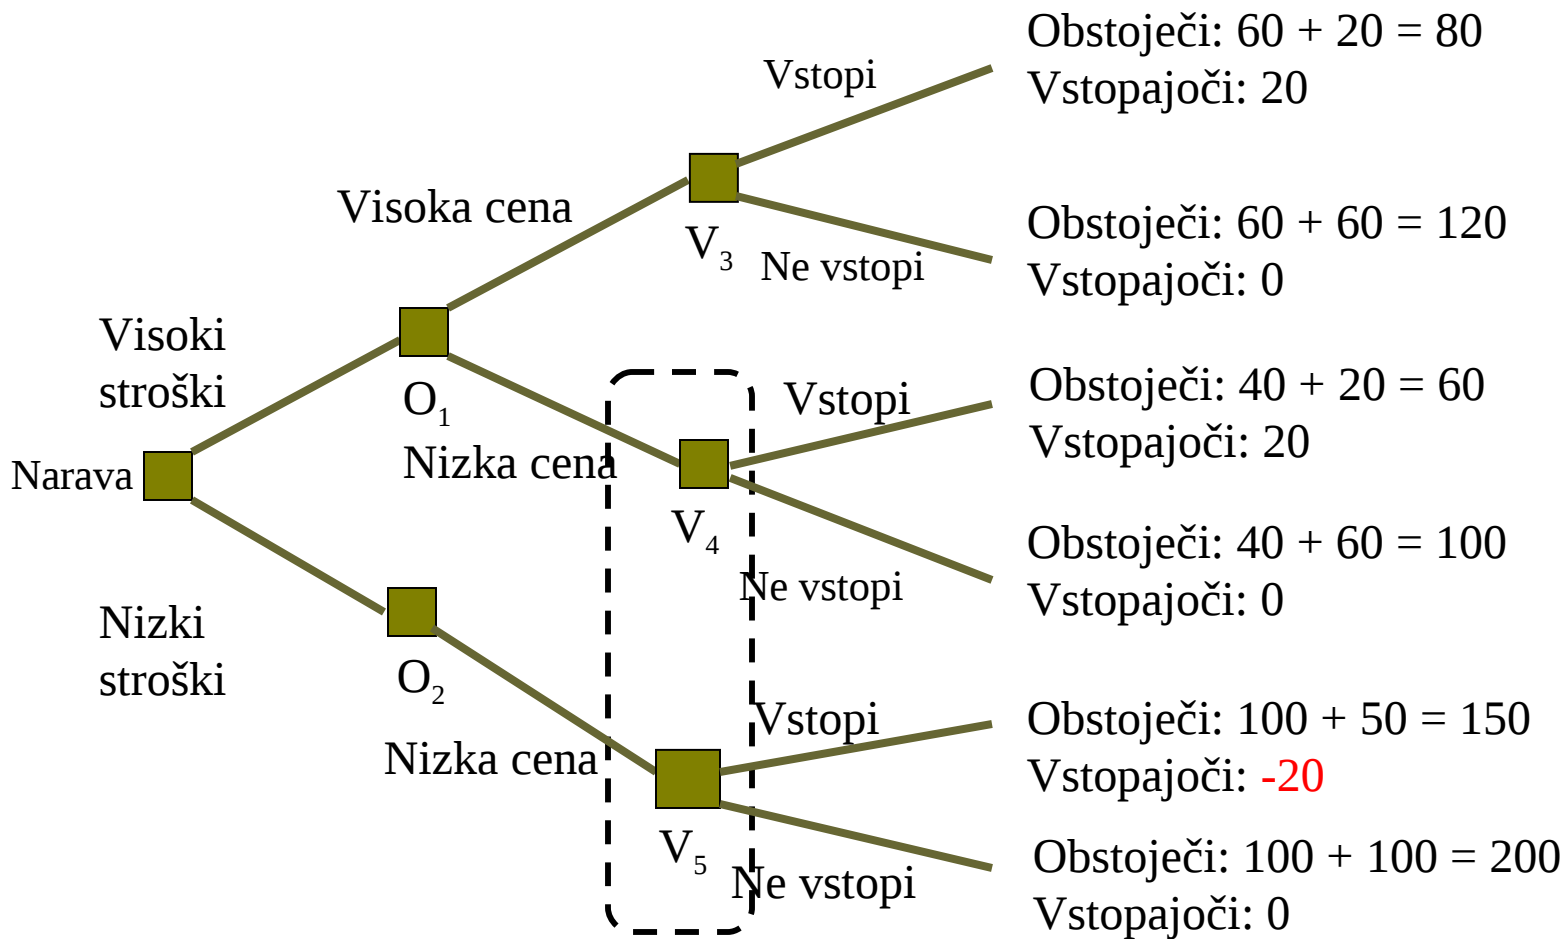 Obstoječi: 60 + 20 = 80
Vstopajoči: 20
Vstopi
Visoka cena
V3
Ne vstopi
Obstoječi: 60 + 60 = 120
Vstopajoči: 0
Visoki
stroški
O1
Nizka cena
Vstopi
Obstoječi: 40 + 20 = 60
Vstopajoči: 20
Narava
V4
Ne vstopi
Obstoječi: 40 + 60 = 100
Vstopajoči: 0
Nizki
stroški
O2
Nizka cena
Vstopi
Obstoječi: 100 + 50 = 150
Vstopajoči: -20
V5
Ne vstopi
Obstoječi: 100 + 100 = 200
Vstopajoči: 0